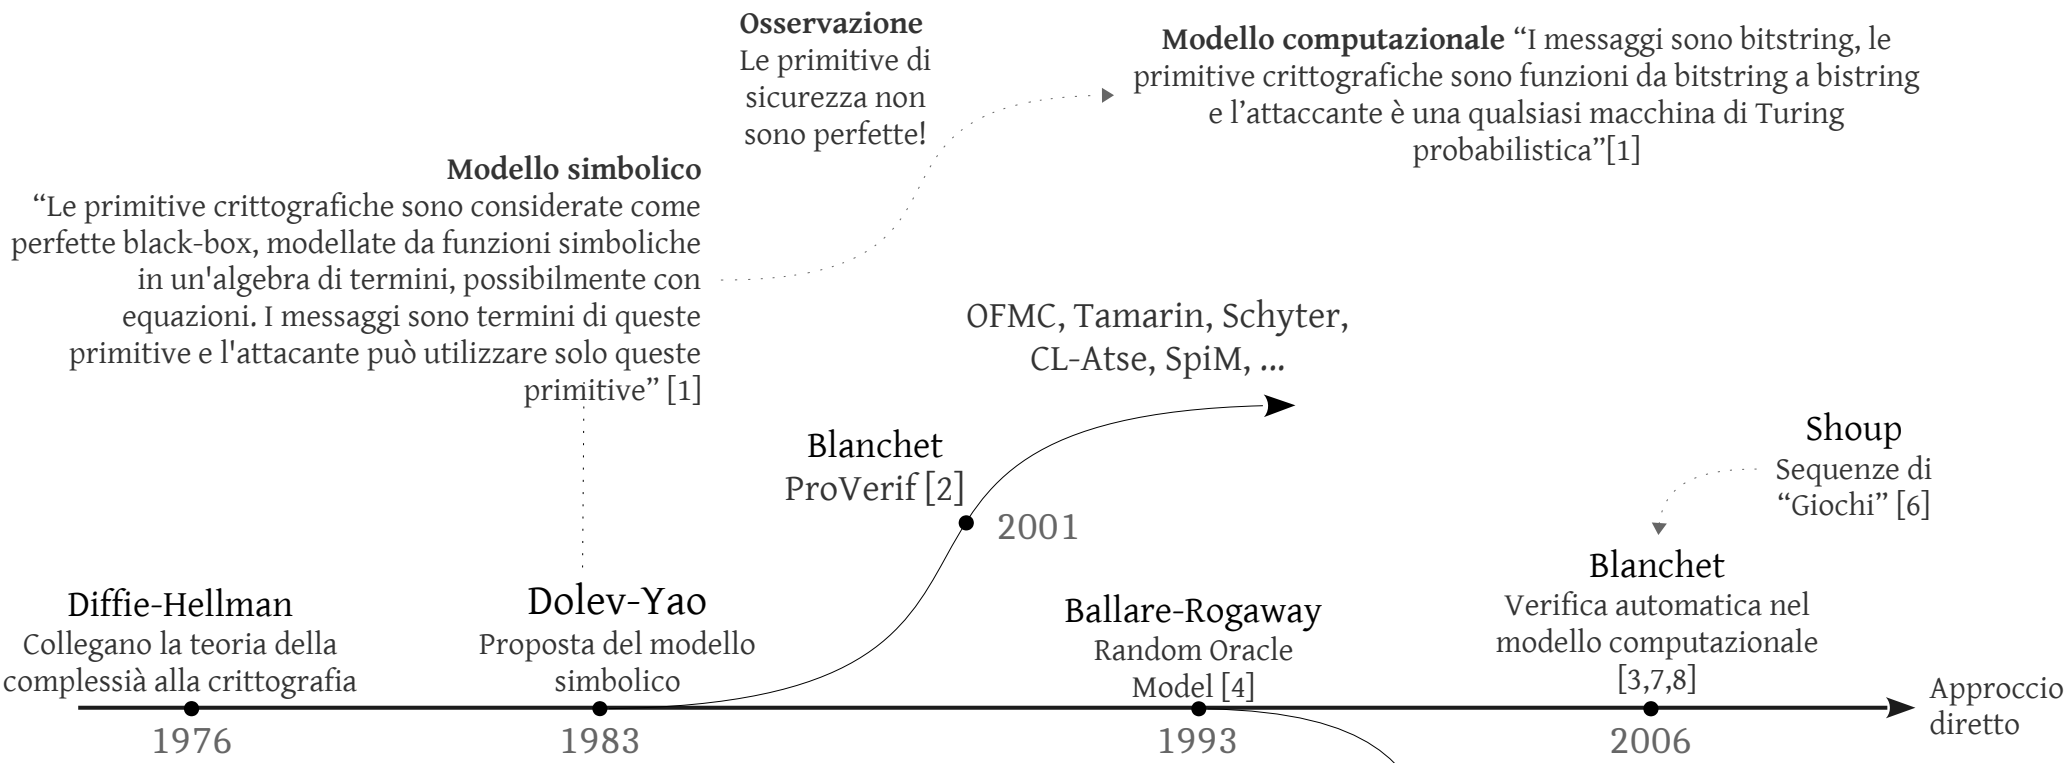 Osservazione
Le primitive di
sicurezza non
sono perfette!
Modello computazionale “I messaggi sono bitstring, le
primitive crittografiche sono funzioni da bitstring a bistring
e l’attaccante è una qualsiasi macchina di Turing
probabilistica”[1]
Modello simbolico
“Le primitive crittografiche sono considerate come
perfette black-box, modellate da funzioni simboliche
in un'algebra di termini, possibilmente con
equazioni. I messaggi sono termini di queste
primitive e l'attacante può utilizzare solo queste
primitive” [1]
OFMC, Tamarin, Schyter,
CL-Atse, SpiM, ...
Blanchet
ProVerif [2]
2001
Shoup
Sequenze di
“Giochi” [6]
Diffie-Hellman
Collegano la teoria della
complessià alla crittografia
1976
Dolev-Yao
Proposta del modello
simbolico
1983
Ballare-Rogaway
Random Oracle
Model [4]
1993
Blanchet
Verifica automatica nel
modello computazionale
[3,7,8]
2006
Approccio
diretto